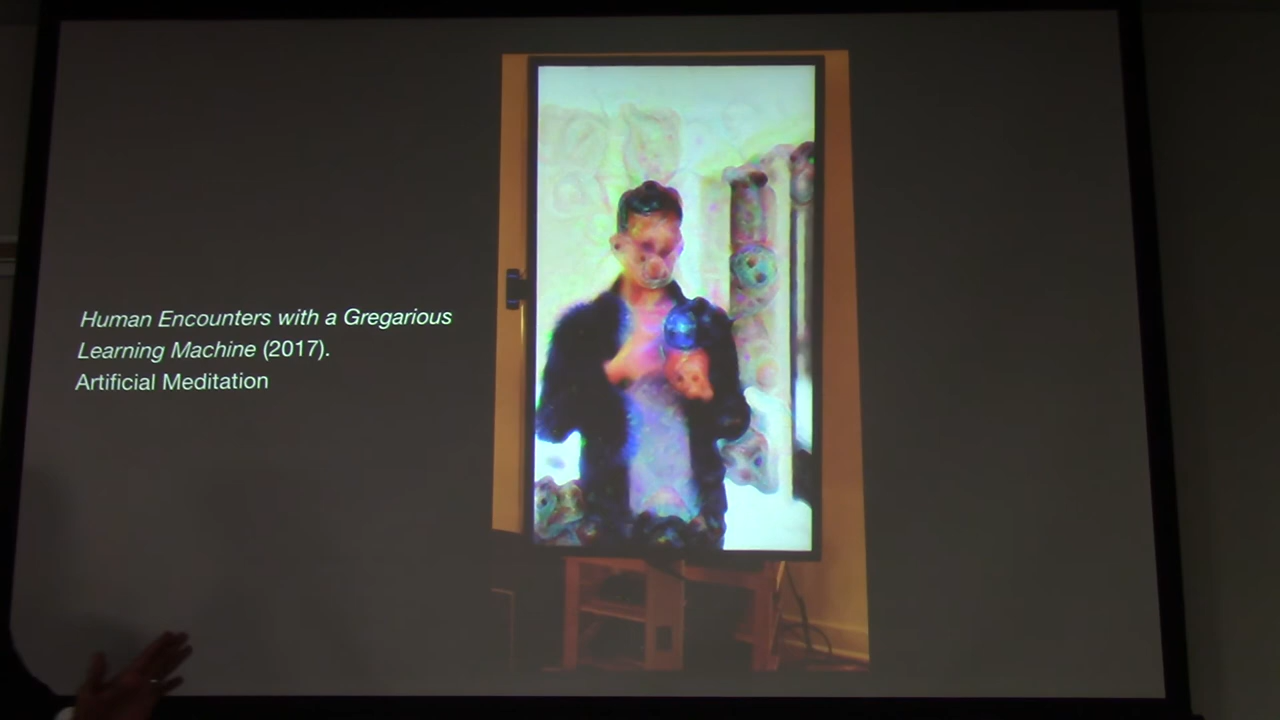 Human Encounters with a Gregarious
Learning Machine (2017).
Artificial Meditation